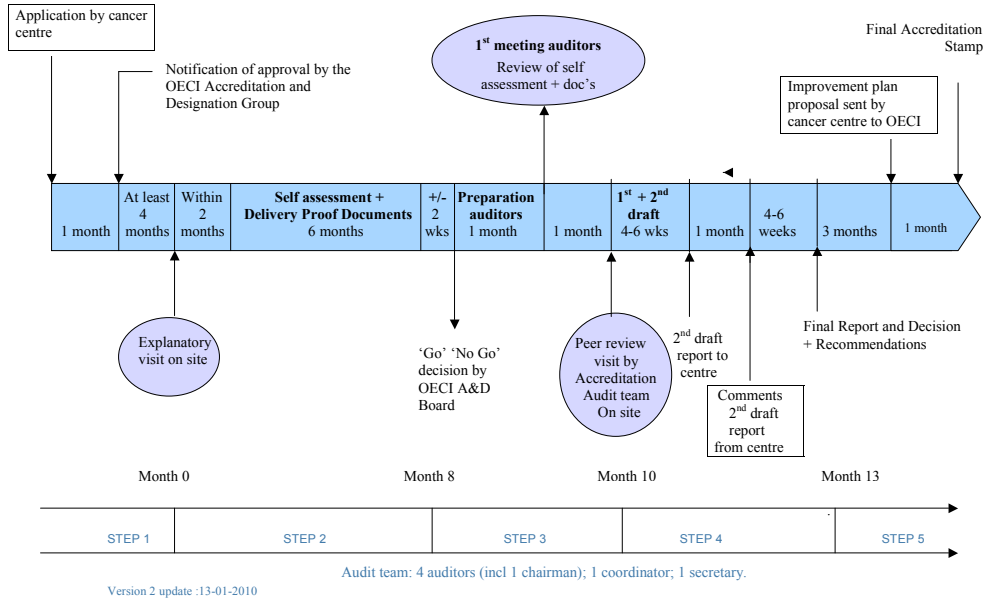 Application by cancer
centre
Notification of approval by the
OECI Accreditation and
Designation Group
1st meeting auditors
Review of self
assessment + doc's
Final Accreditation
Stamp
Improvement plan
proposal sent by
cancer centre to OECI
1 month
At least
4
months
Within
2
months
Self assessment +
Delivery Proof Documents
6 months
+/-
2
wks
Preparation
auditors
1 month
1 month
1st + 2nd
draft
4-6 wks
1 month
4-6
weeks
3 months
1 month
Explanatory
visit on site
‘Go’ ‘No Go’
decision by
OECI A&D
Board
Peer review
visit by
Accreditation
Audit team
On site
2nd draft
report to
centre
Comments
2nd draft
report
from centre
Final Report and Decision
+ Recommendations
Month 0
Month 8
Month 10
Month 13
STEP 1
STEP 2
STEP 3
STEP 4
STEP 5
Audit team: 4 auditors (incl 1 chairman); 1 coordinator; 1 secretary.
Version 2 update :13-01-2010